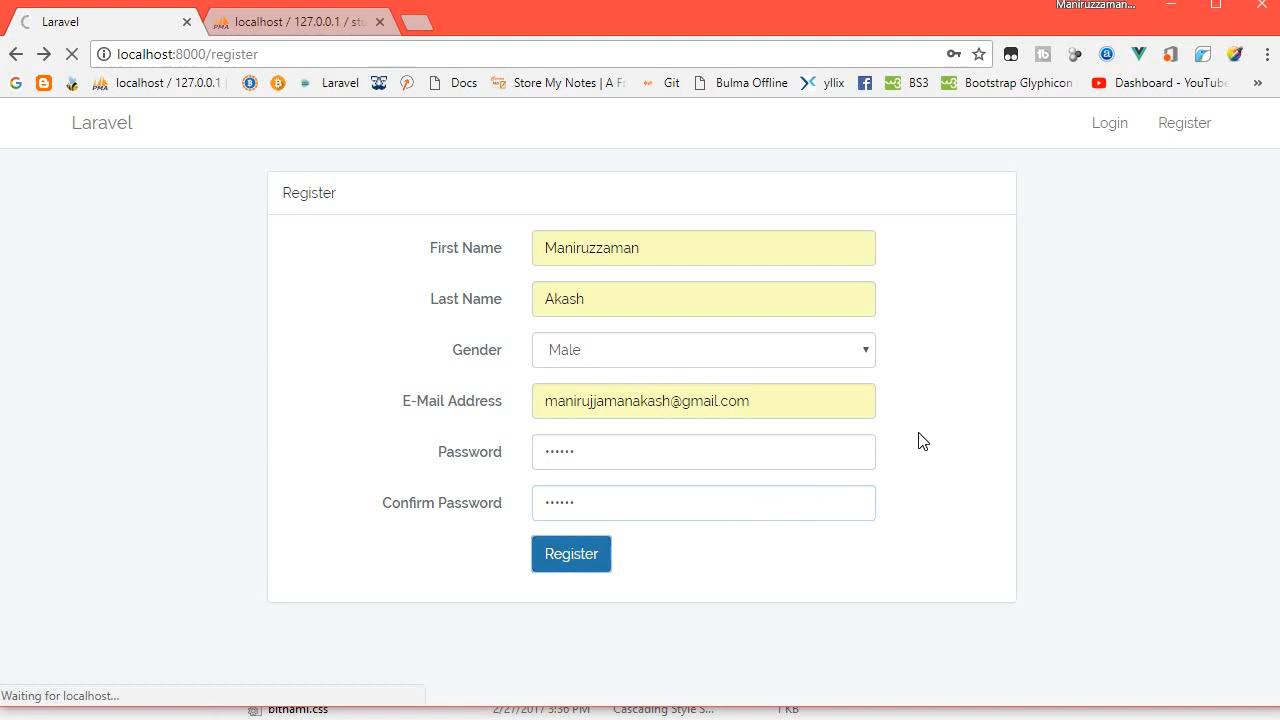 Maniruzzaman...
Laravel
localhost / 127.0.0.1 / stu
localhost:8000/register
localhost / 127.0.0.1
Laravel
Docs
Store My Notes | A F
Git
Bulma Offline
yllix
BS3
Bootstrap Glyphicon
Dashboard - YouTube
»
Laravel
Login
Register
Register
First Name
Maniruzzaman
Last Name
Akash
Gender
Male
E-Mail Address
manirujjamanakash@gmail.com
Password
••••••
Confirm Password
••••••
Register
Waiting for localhost...
bitnami.css 2/27/2017 3:36 PM Cascading Style S... 1 KB